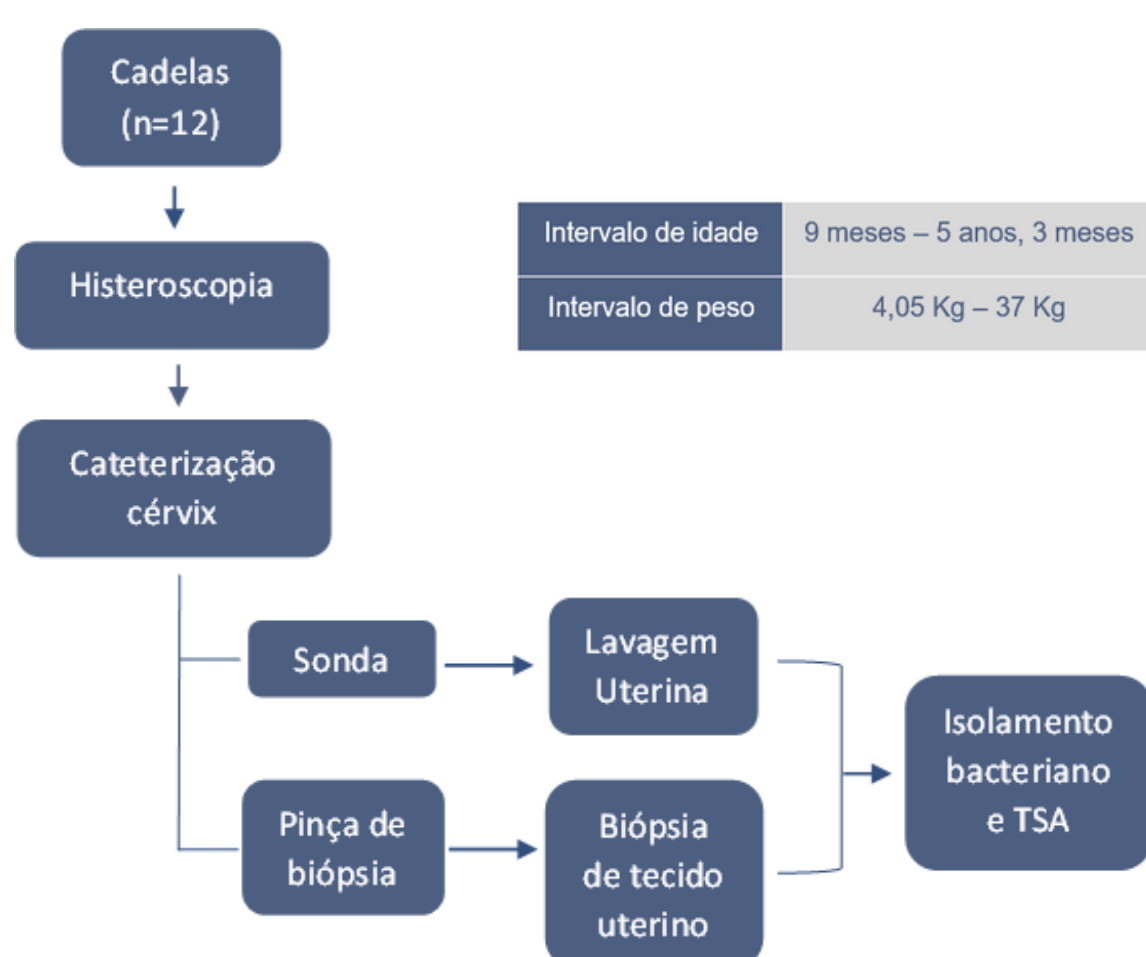 Cadelas
(n=12)
Histeroscopia
Intervalo de idade 9 meses – 5 anos, 3 meses
Intervalo de peso 4,05 Kg – 37 Kg
Cateterização
cérvix
Sonda
Lavagem
Uterina
Pinça de
biópsia
Biópsia
de tecido
uterino
Isolamento
bacteriano
e TSA